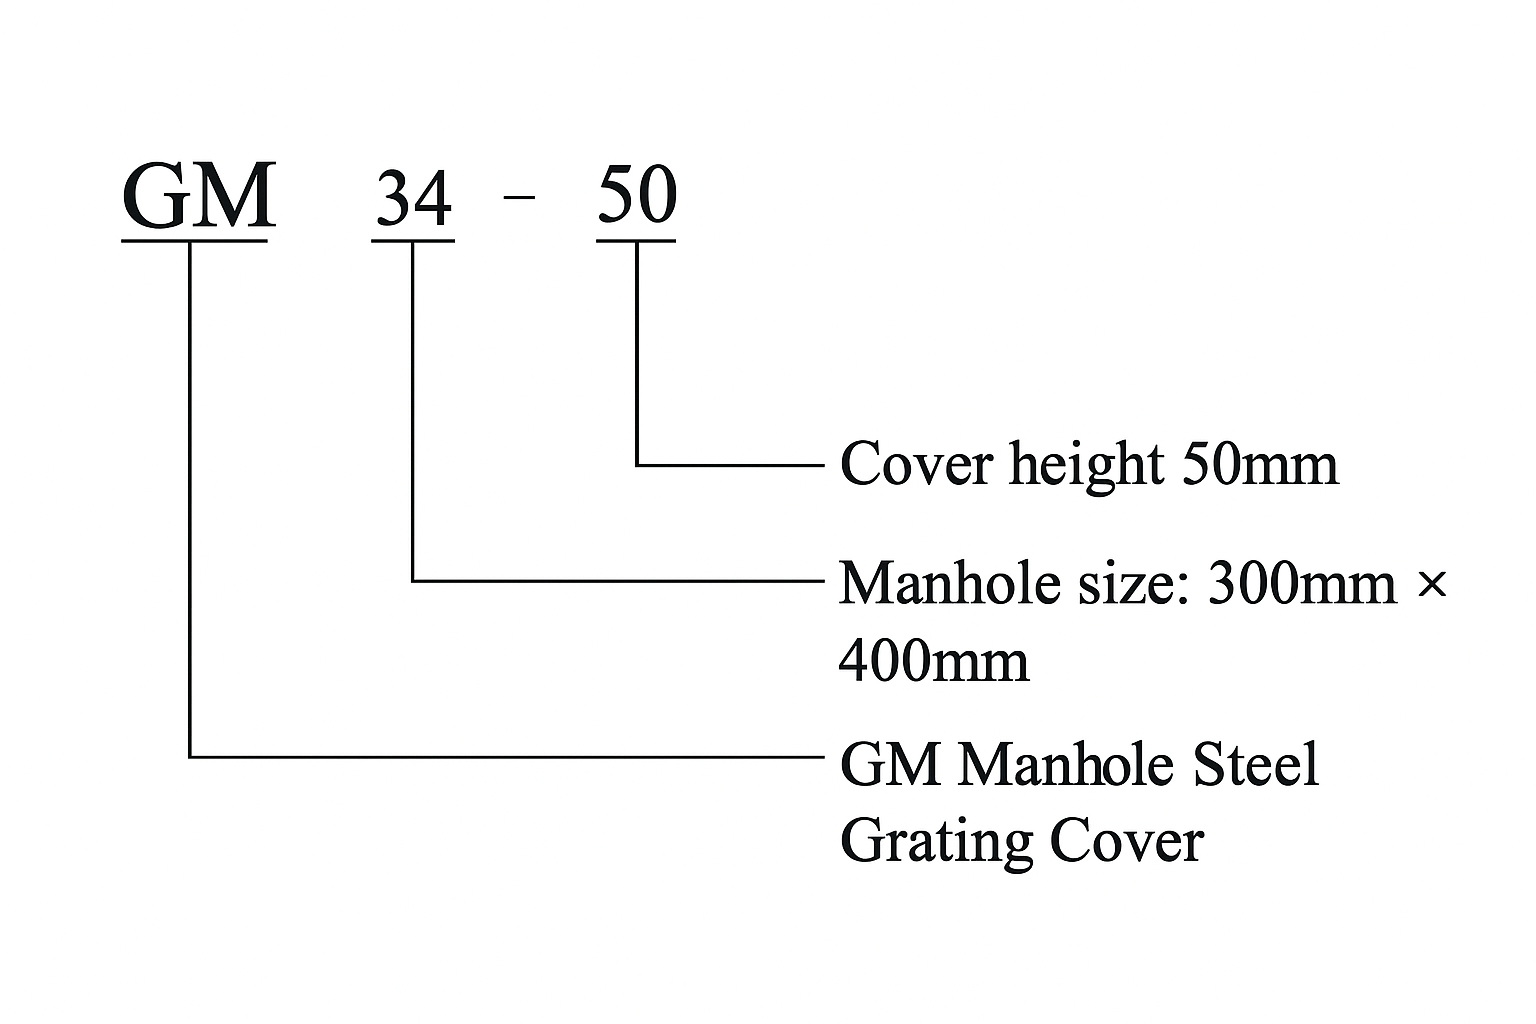 GM 34 – 50
Cover height 50mm
Manhole size: 300mm ×
400mm
GM Manhole Steel
Grating Cover